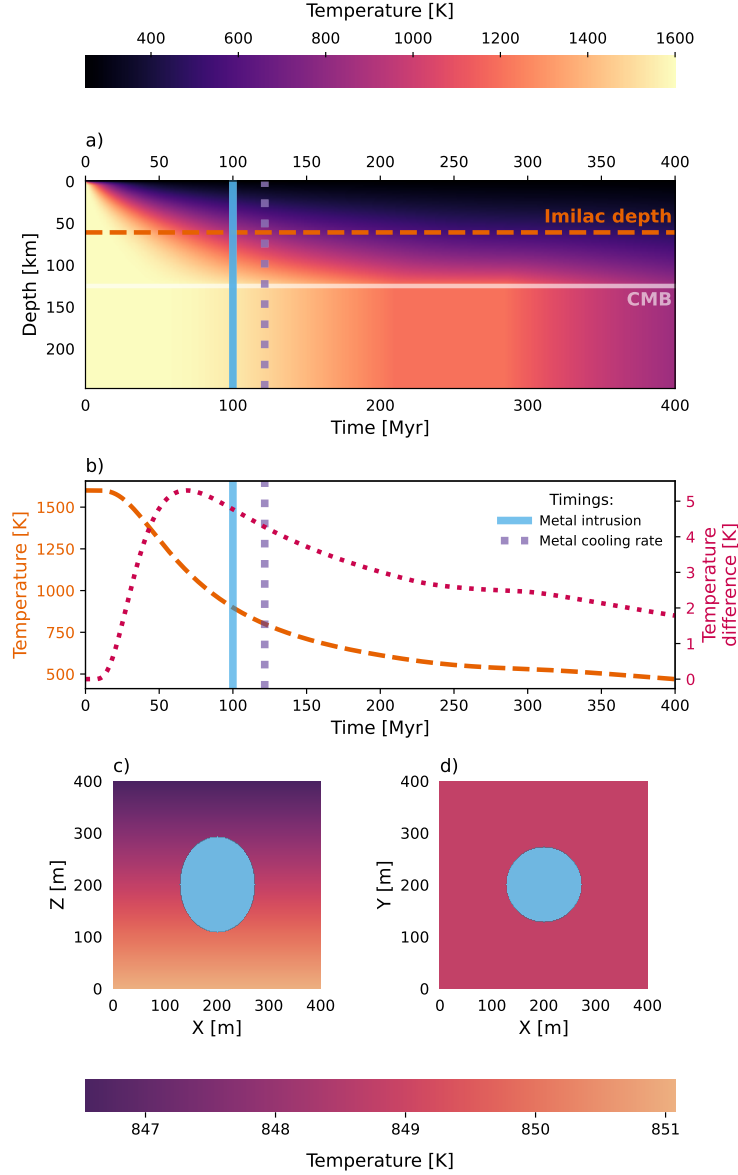 Temperature [K]
400 600 800 1000 1200 1400 1600
a)
0 50 100 150 200 250 300 350 400
0
50
100
150
200
Depth [km]
Imilac depth
CMB
0 100 200 300 400
Time [Myr]
b)
1500
1250
1000
750
500
Temperature [K]
Timings:
Metal intrusion
Metal cooling rate
5
4
3
2
1
0
Temperature
difference [K]
0 50 100 150 200 250 300 350 400
Time [Myr]
c)
400
300
200
100
0
Z [m]
0 100 200 300 400
X [m]
d)
400
300
200
100
0
Y [m]
0 100 200 300 400
X [m]
847 848 849 850 851
Temperature [K]